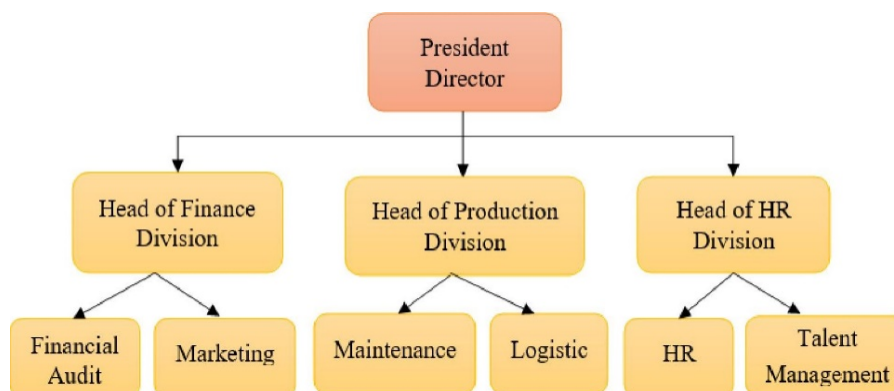 President
Director
Head of Finance
Division
Head of Production
Division
Head of HR
Division
Financial
Audit
Marketing
Maintenance
Logistic
HR
Talent
Management